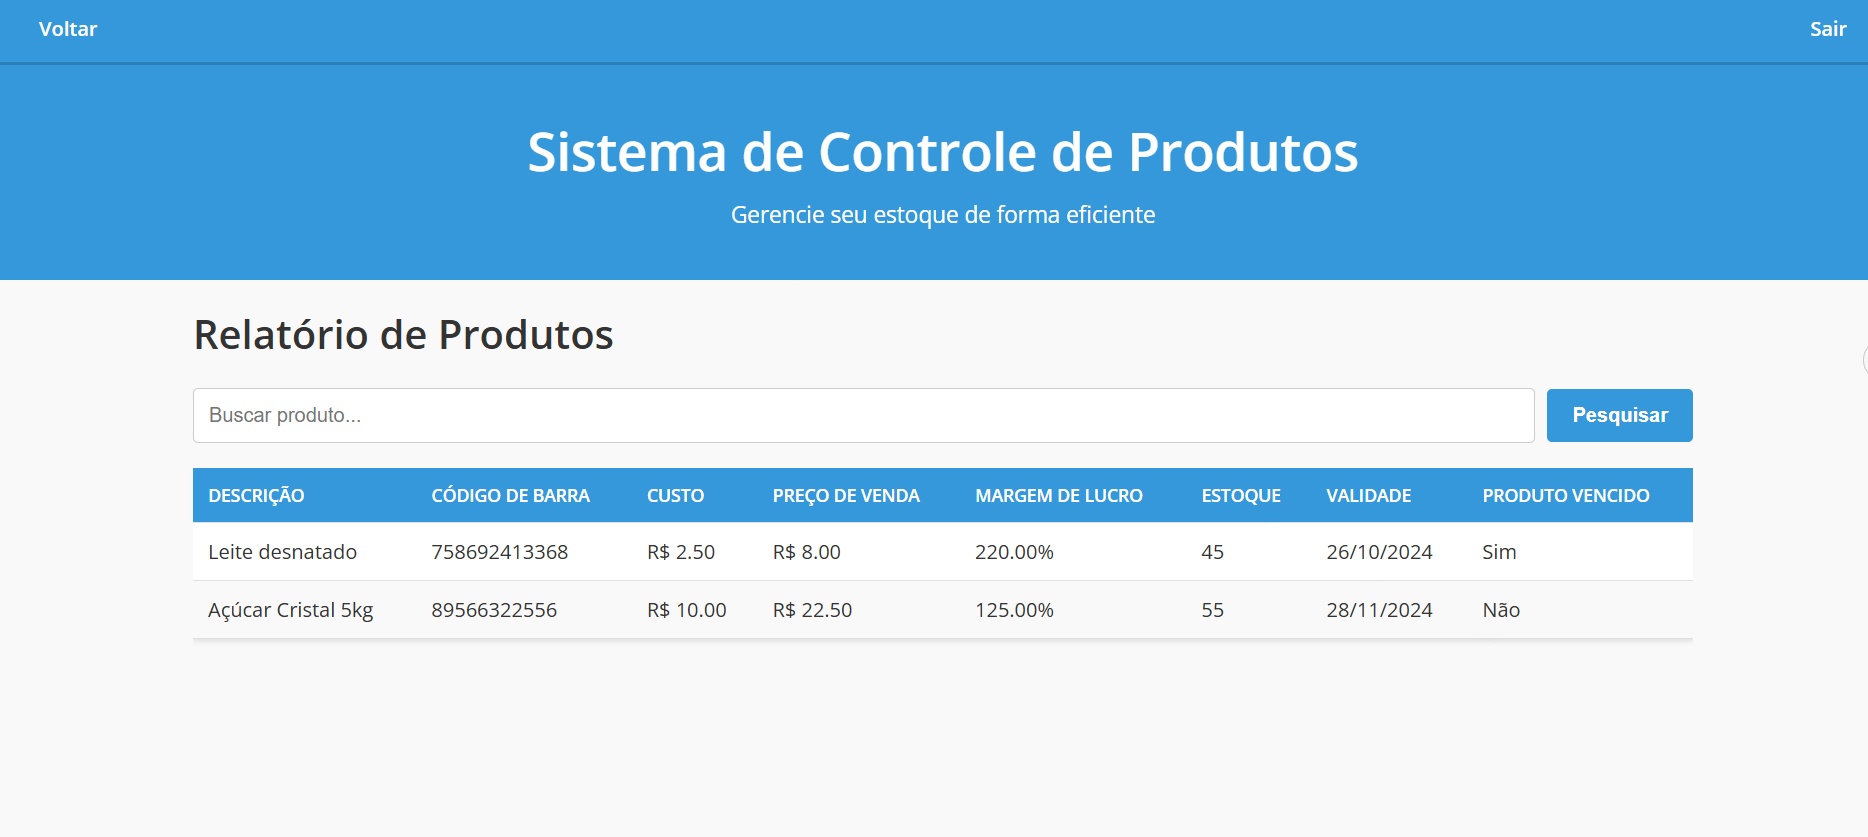 Voltar Sair
Sistema de Controle de Produtos
Gerencie seu estoque de forma eficiente
Relatório de Produtos
Buscar produto... Pesquisar
DESCRIÇÃO CÓDIGO DE BARRA CUSTO PREÇO DE VENDA MARGEM DE LUCRO ESTOQUE VALIDADE PRODUTO VENCIDO
Leite desnatado 758692413368 R$ 2.50 R$ 8.00 220.00% 45 26/10/2024 Sim
Açúcar Cristal 5kg 89566322556 R$ 10.00 R$ 22.50 125.00% 55 28/11/2024 Não